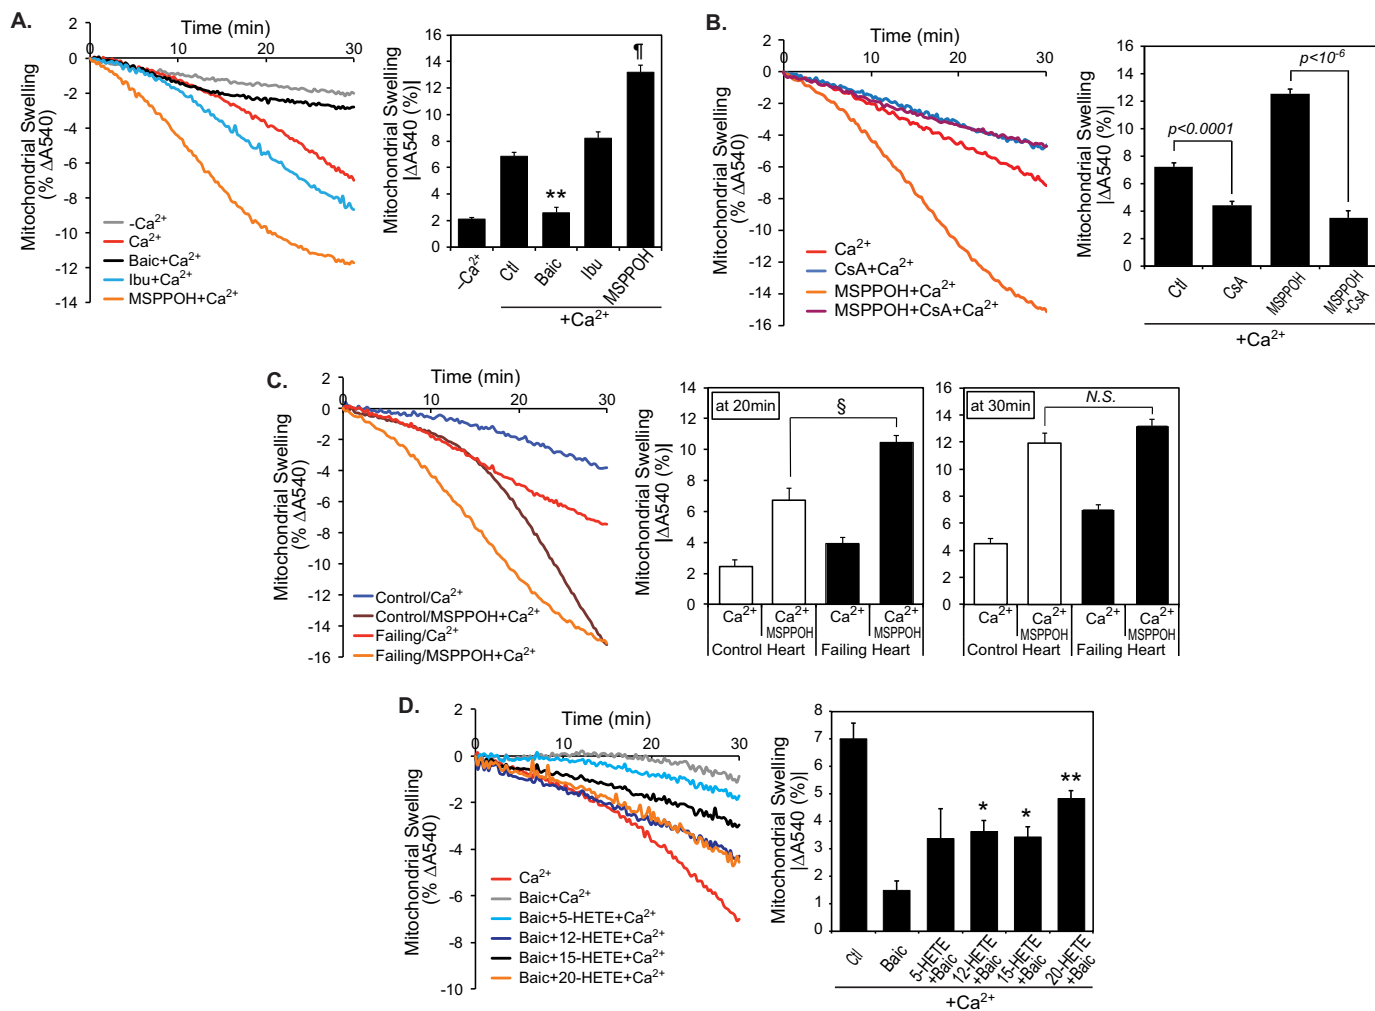 A.
Time (min)
0 10 20 30
2
0
-2
-4
-6
-8
-10
-12
-14
Mitochondrial Swelling
(% ΔA540)
-Ca²⁺
Ca²⁺
Baic+Ca²⁺
Ibu+Ca²⁺
MSPPOH+Ca²⁺
Mitochondrial Swelling
|ΔA540 (%)|
16
14
12
10
8
6
4
2
0
**
¶
–Ca²⁺
Ctl
Baic
Ibu
MSPPOH
+Ca²⁺
B.
Time (min)
0 10 20 30
2
0
-2
-4
-6
-8
-10
-12
-14
-16
Mitochondrial Swelling
(% ΔA540)
Ca²⁺
CsA+Ca²⁺
MSPPOH+Ca²⁺
MSPPOH+CsA+Ca²⁺
Mitochondrial Swelling
|ΔA540 (%)|
16
14
12
10
8
6
4
2
0
p<0.0001
p<10⁻⁶
Ctl
CsA
MSPPOH
MSPPOH
+CsA
+Ca²⁺
C.
Time (min)
0 10 20 30
2
0
-2
-4
-6
-8
-10
-12
-14
-16
Mitochondrial Swelling
(% ΔA540)
Control/Ca²⁺
Control/MSPPOH+Ca²⁺
Failing/Ca²⁺
Failing/MSPPOH+Ca²⁺
Mitochondrial Swelling
|ΔA540 (%)|
14
12
10
8
6
4
2
0
at 20min
§
Ca²⁺ Ca²⁺ Ca²⁺ Ca²⁺
MSPPOH MSPPOH
Control Heart Failing Heart
16
14
12
10
8
6
4
2
0
at 30min
N.S.
Ca²⁺ Ca²⁺ Ca²⁺ Ca²⁺
MSPPOH MSPPOH
Control Heart Failing Heart
D.
Time (min)
0 10 20 30
2
0
-2
-4
-6
-8
-10
Mitochondrial Swelling
(% ΔA540)
Ca²⁺
Baic+Ca²⁺
Baic+5-HETE+Ca²⁺
Baic+12-HETE+Ca²⁺
Baic+15-HETE+Ca²⁺
Baic+20-HETE+Ca²⁺
Mitochondrial Swelling
|ΔA540 (%)|
8
7
6
5
4
3
2
1
0
*
*
**
Ctl
Baic
5-HETE
+Baic
12-HETE
+Baic
15-HETE
+Baic
20-HETE
+Baic
+Ca²⁺